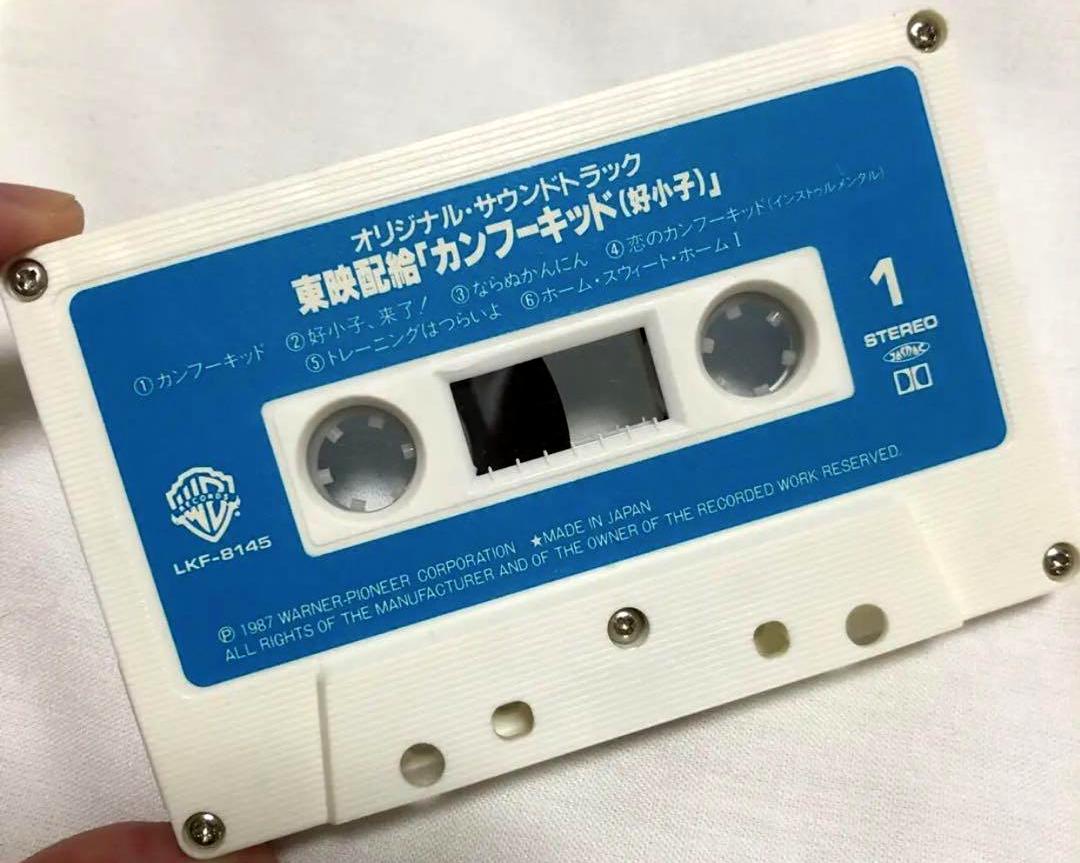 オリジナル・サウンドトラック
東映配給「カンフーキッド(好小子)」
①カンフーキッド ②好小子、来了! ③ならぬかんにん ④恋のカンフーキッド(インストゥルメンタル)
⑤トレーニングはつらいよ ⑥ホーム・スウィート・ホームⅠ
1
STEREO
JASRAC
RECORDS
LKF-8145
Ⓟ 1987 WARNER-PIONEER CORPORATION ★MADE IN JAPAN
ALL RIGHTS OF THE MANUFACTURER AND OF THE OWNER OF THE RECORDED WORK RESERVED.